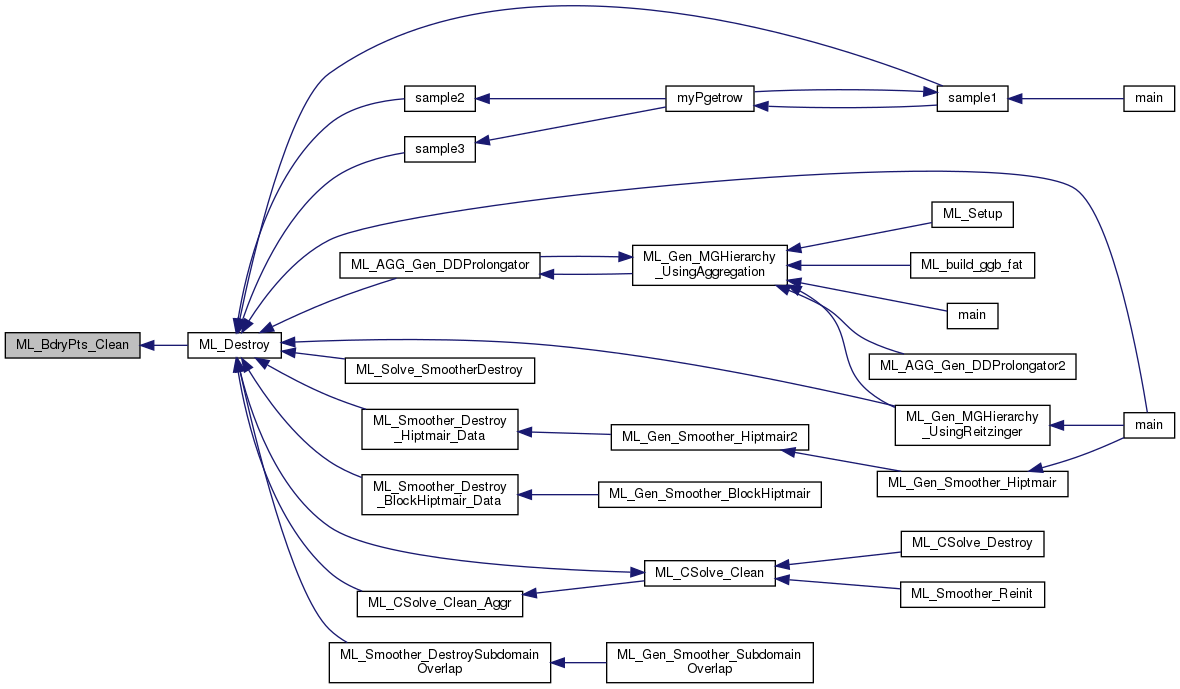 sample2
myPgetrow
sample1
main
sample3
ML_Setup
ML_AGG_Gen_DDProlongator
ML_Gen_MGHierarchy
_UsingAggregation
ML_build_ggb_fat
main
ML_BdryPts_Clean
ML_Destroy
ML_Solve_SmootherDestroy
ML_AGG_Gen_DDProlongator2
ML_Smoother_Destroy
_Hiptmair_Data
ML_Gen_Smoother_Hiptmair2
ML_Gen_MGHierarchy
_UsingReitzinger
main
ML_Gen_Smoother_Hiptmair
ML_Smoother_Destroy
_BlockHiptmair_Data
ML_Gen_Smoother_BlockHiptmair
ML_CSolve_Destroy
ML_CSolve_Clean
ML_Smoother_Reinit
ML_CSolve_Clean_Aggr
ML_Smoother_DestroySubdomain
Overlap
ML_Gen_Smoother_Subdomain
Overlap